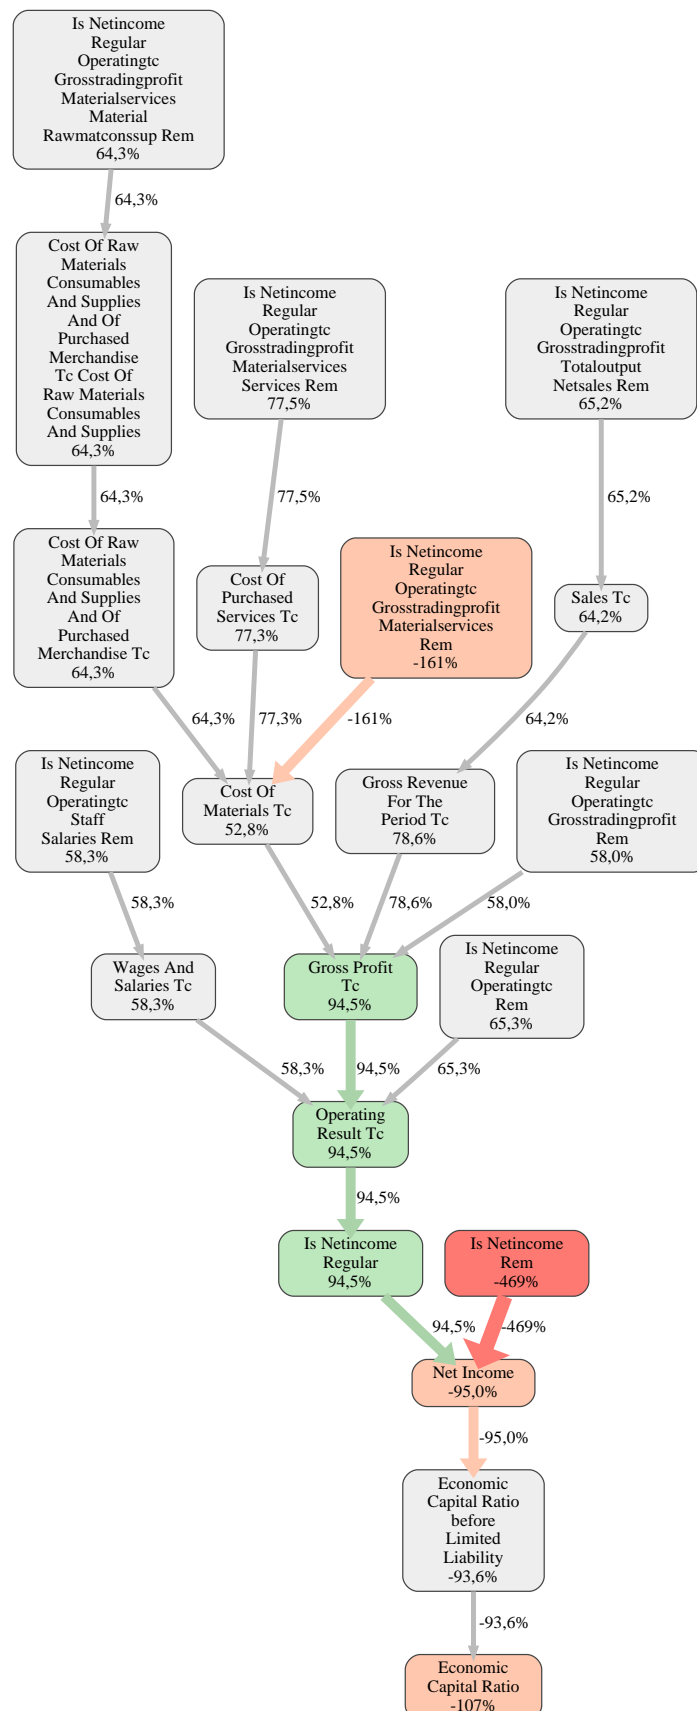 Is Netincome
Regular
Operatingtc
Grosstradingprofit
Materialservices
Material
Rawmatconssup Rem
64,3%
64,3%
Cost Of Raw
Materials
Consumables
And Supplies
And Of
Purchased
Merchandise
Tc Cost Of
Raw Materials
Consumables
And Supplies
64,3%
Is Netincome
Regular
Operatingtc
Grosstradingprofit
Materialservices
Services Rem
77,5%
Is Netincome
Regular
Operatingtc
Grosstradingprofit
Totaloutput
Netsales Rem
65,2%
64,3%
77,5%
65,2%
Cost Of Raw
Materials
Consumables
And Supplies
And Of
Purchased
Merchandise Tc
64,3%
Cost Of
Purchased
Services Tc
77,3%
Is Netincome
Regular
Operatingtc
Grosstradingprofit
Materialservices
Rem
-161%
Sales Tc
64,2%
64,3%
77,3%
-161%
64,2%
Is Netincome
Regular
Operatingtc
Staff
Salaries Rem
58,3%
Cost Of
Materials Tc
52,8%
Gross Revenue
For The
Period Tc
78,6%
Is Netincome
Regular
Operatingtc
Grosstradingprofit
Rem
58,0%
58,3%
52,8%
78,6%
58,0%
Wages And
Salaries Tc
58,3%
Gross Profit
Tc
94,5%
Is Netincome
Regular
Operatingtc
Rem
65,3%
58,3%
94,5%
65,3%
Operating
Result Tc
94,5%
94,5%
Is Netincome
Regular
94,5%
Is Netincome
Rem
-469%
94,5%
-469%
Net Income
-95,0%
-95,0%
Economic
Capital Ratio
before
Limited
Liability
-93,6%
-93,6%
Economic
Capital Ratio
-107%